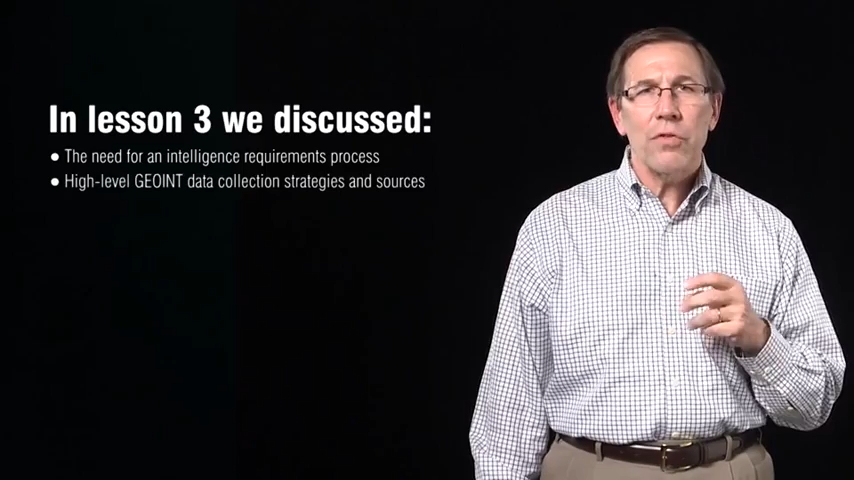 In lesson 3 we discussed:
● The need for an intelligence requirements process
● High-level GEOINT data collection strategies and sources